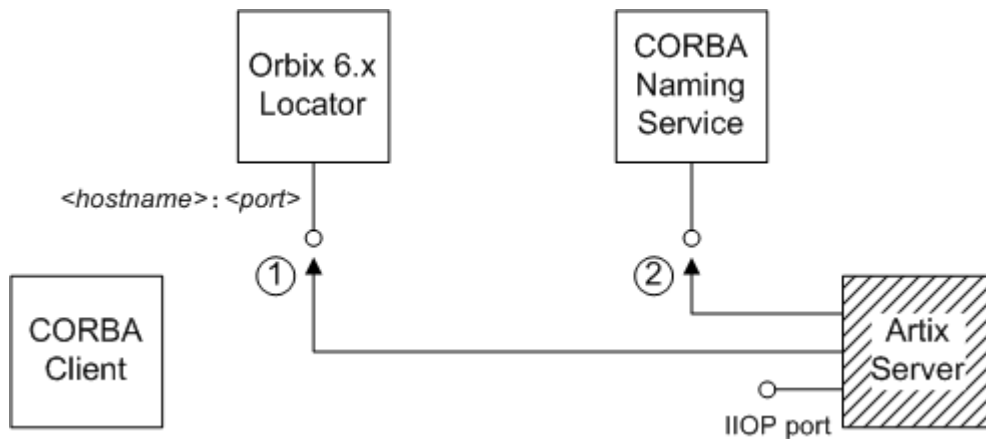 Orbix 6.x
Locator
CORBA
Naming
Service
<hostname>:<port>
1
2
CORBA
Client
Artix
Server
IIOP port